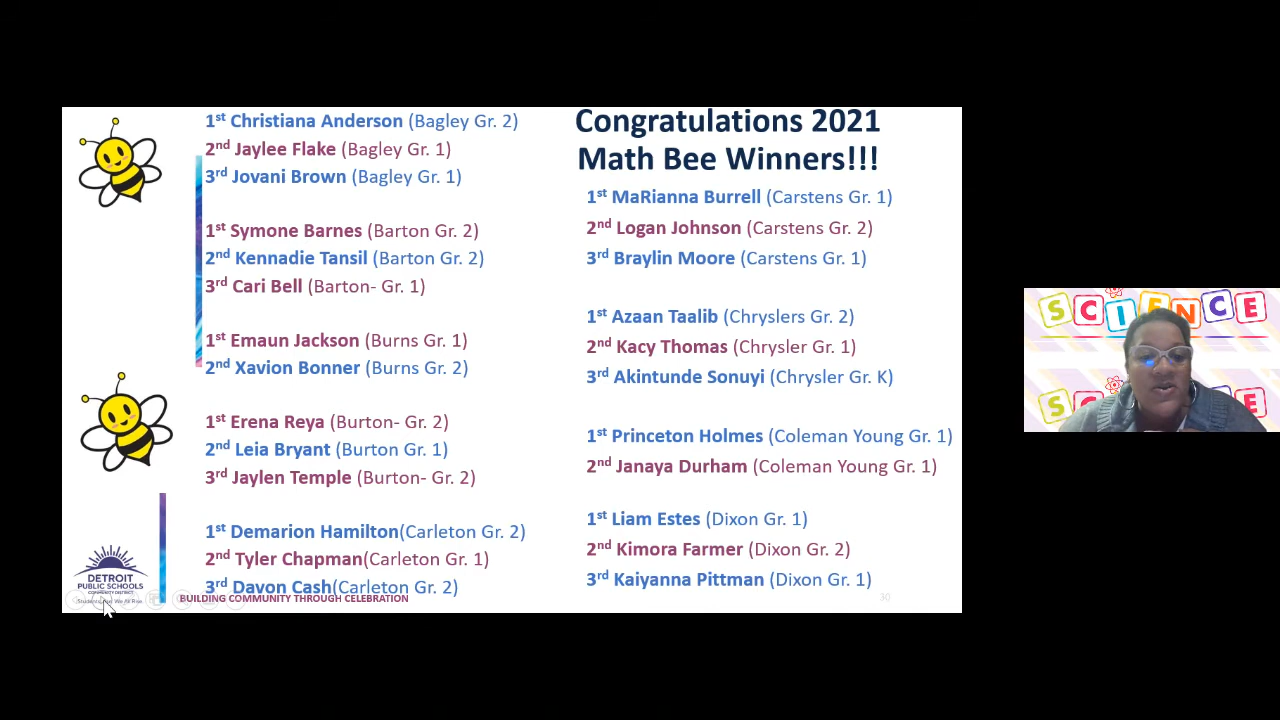 1st Christiana Anderson (Bagley Gr. 2)
2nd Jaylee Flake (Bagley Gr. 1)
3rd Jovani Brown (Bagley Gr. 1)
1st Symone Barnes (Barton Gr. 2)
2nd Kennadie Tansil (Barton Gr. 2)
3rd Cari Bell (Barton- Gr. 1)
1st Emaun Jackson (Burns Gr. 1)
2nd Xavion Bonner (Burns Gr. 2)
1st Erena Reya (Burton- Gr. 2)
2nd Leia Bryant (Burton Gr. 1)
3rd Jaylen Temple (Burton- Gr. 2)
1st Demarion Hamilton(Carleton Gr. 2)
2nd Tyler Chapman(Carleton Gr. 1)
3rd Davon Cash(Carleton Gr. 2)
Congratulations 2021
Math Bee Winners!!!
1st MaRianna Burrell (Carstens Gr. 1)
2nd Logan Johnson (Carstens Gr. 2)
3rd Braylin Moore (Carstens Gr. 1)
1st Azaan Taalib (Chryslers Gr. 2)
2nd Kacy Thomas (Chrysler Gr. 1)
3rd Akintunde Sonuyi (Chrysler Gr. K)
1st Princeton Holmes (Coleman Young Gr. 1)
2nd Janaya Durham (Coleman Young Gr. 1)
1st Liam Estes (Dixon Gr. 1)
2nd Kimora Farmer (Dixon Gr. 2)
3rd Kaiyanna Pittman (Dixon Gr. 1)
DETROIT
PUBLIC SCHOOLS
COMMUNITY DISTRICT
BUILDING COMMUNITY THROUGH CELEBRATION
30
SCIENCE